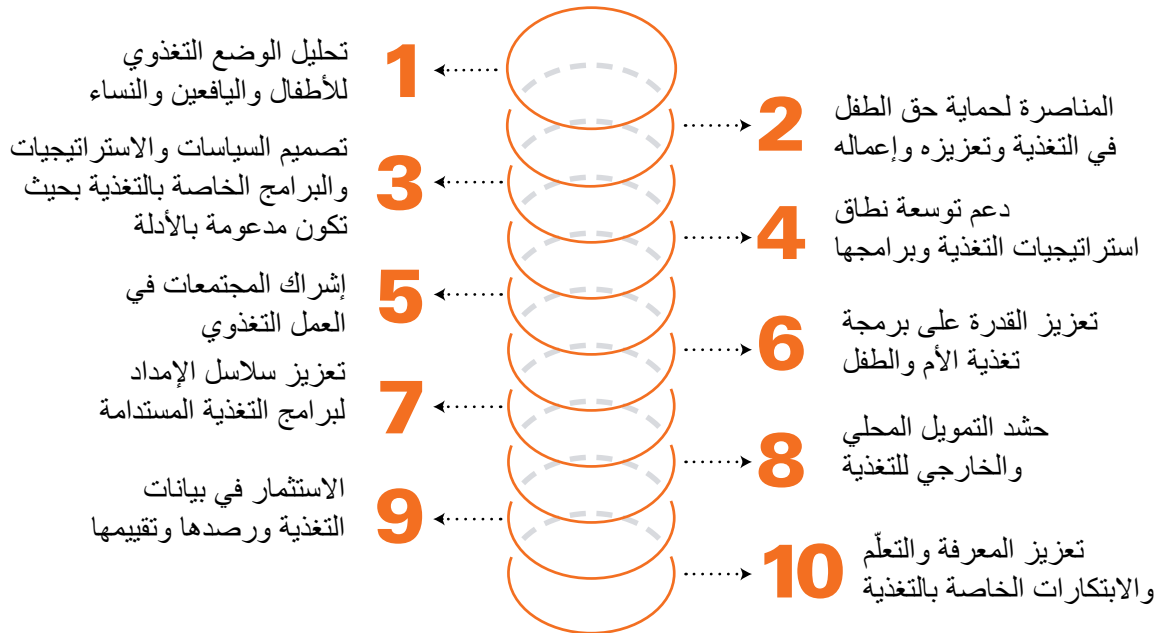 1
تحليل الوضع التغذوي
للأطفال واليافعين والنساء
2
المناصرة لحماية حق الطفل
في التغذية وتعزيزه وإعماله
3
تصميم السياسات والاستراتيجيات
والبرامج الخاصة بالتغذية بحيث
تكون مدعومة بالأدلة
4
دعم توسعة نطاق
استراتيجيات التغذية وبرامجها
5
إشراك المجتمعات في
العمل التغذوي
6
تعزيز القدرة على برمجة
تغذية الأم والطفل
7
تعزيز سلاسل الإمداد
لبرامج التغذية المستدامة
8
حشد التمويل المحلي
والخارجي للتغذية
9
الاستثمار في بيانات
التغذية ورصدها وتقييمها
10
تعزيز المعرفة والتعلّم
والابتكارات الخاصة بالتغذية